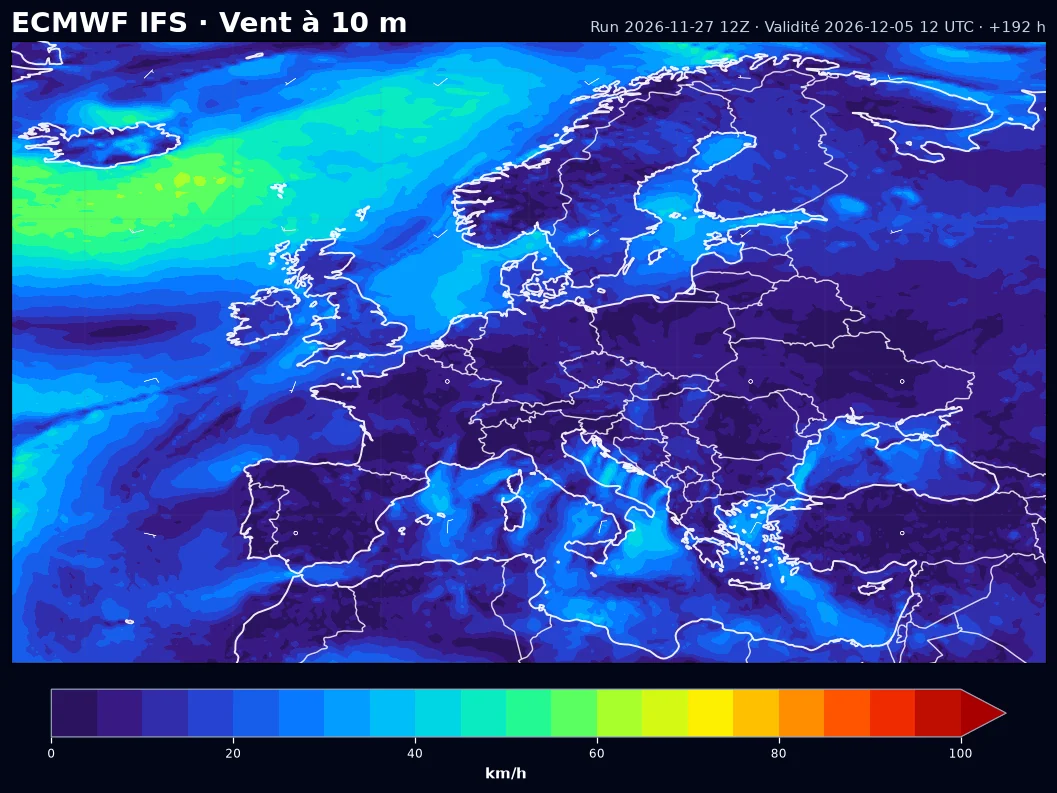 ECMWF IFS · Vent à 10 m
Run 2026-11-27 12Z · Validité 2026-12-05 12 UTC · +192 h
0 20 40 60 80 100
km/h